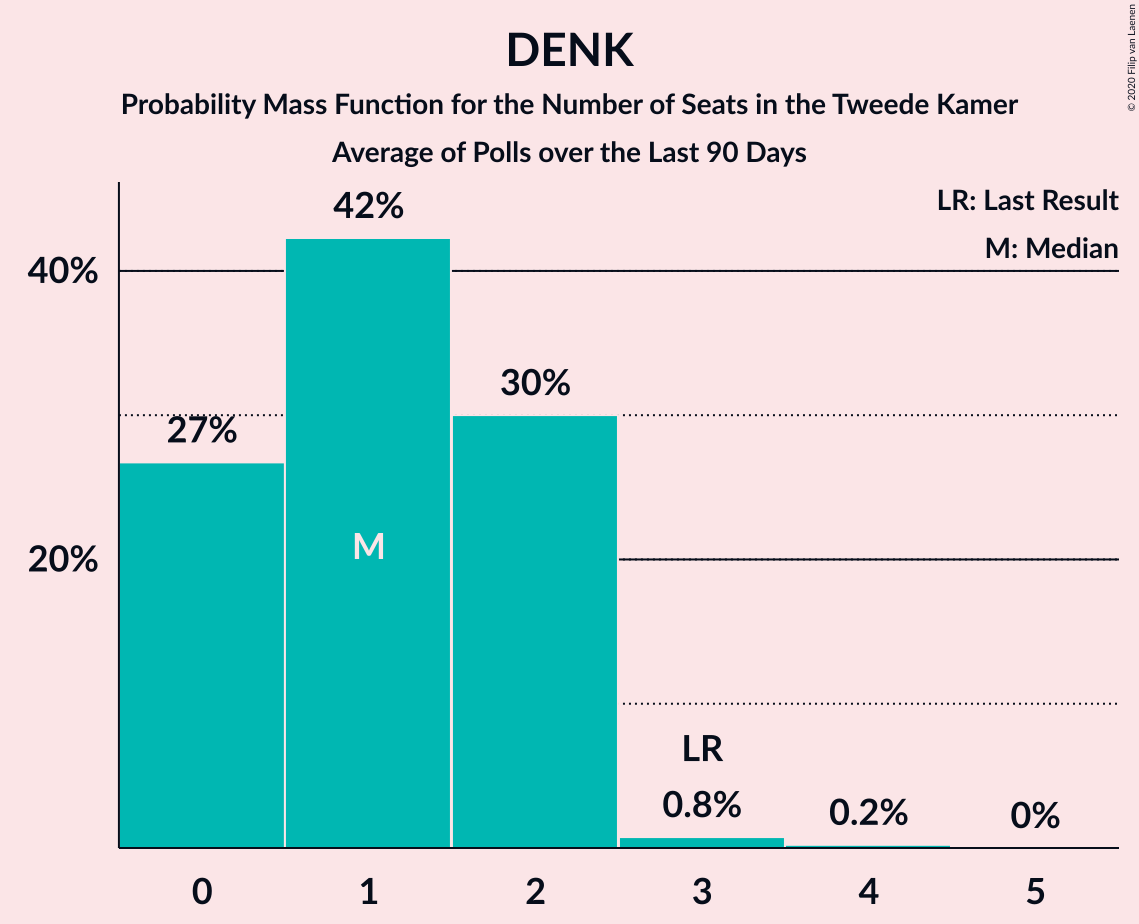 DENK
Probability Mass Function for the Number of Seats in the Tweede Kamer
Average of Polls over the Last 90 Days
© 2020 Filip van Laenen
LR: Last Result
M: Median
42%
40%
30%
27%
M
20%
LR
0.8%
0.2%
0%
0 1 2 3 4 5